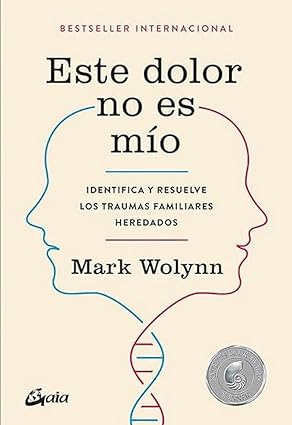 BESTSELLER INTERNACIONAL
Este dolor
no es
mío
IDENTIFICA Y RESUELVE
LOS TRAUMAS FAMILIARES
HEREDADOS
Mark Wolynn
Gaia